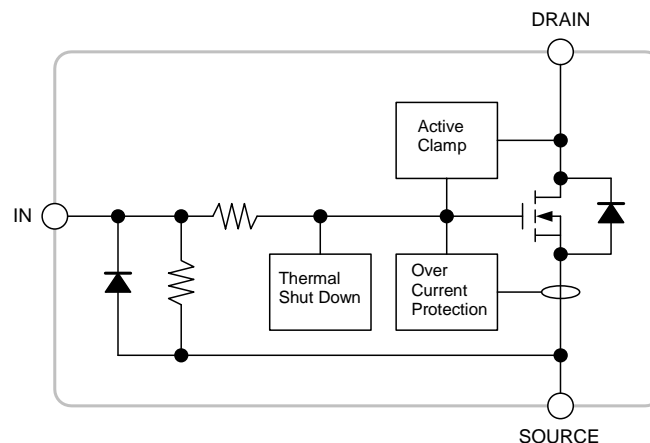 DRAIN
Active
Clamp
IN
Thermal
Shut Down
Over
Current
Protection
SOURCE